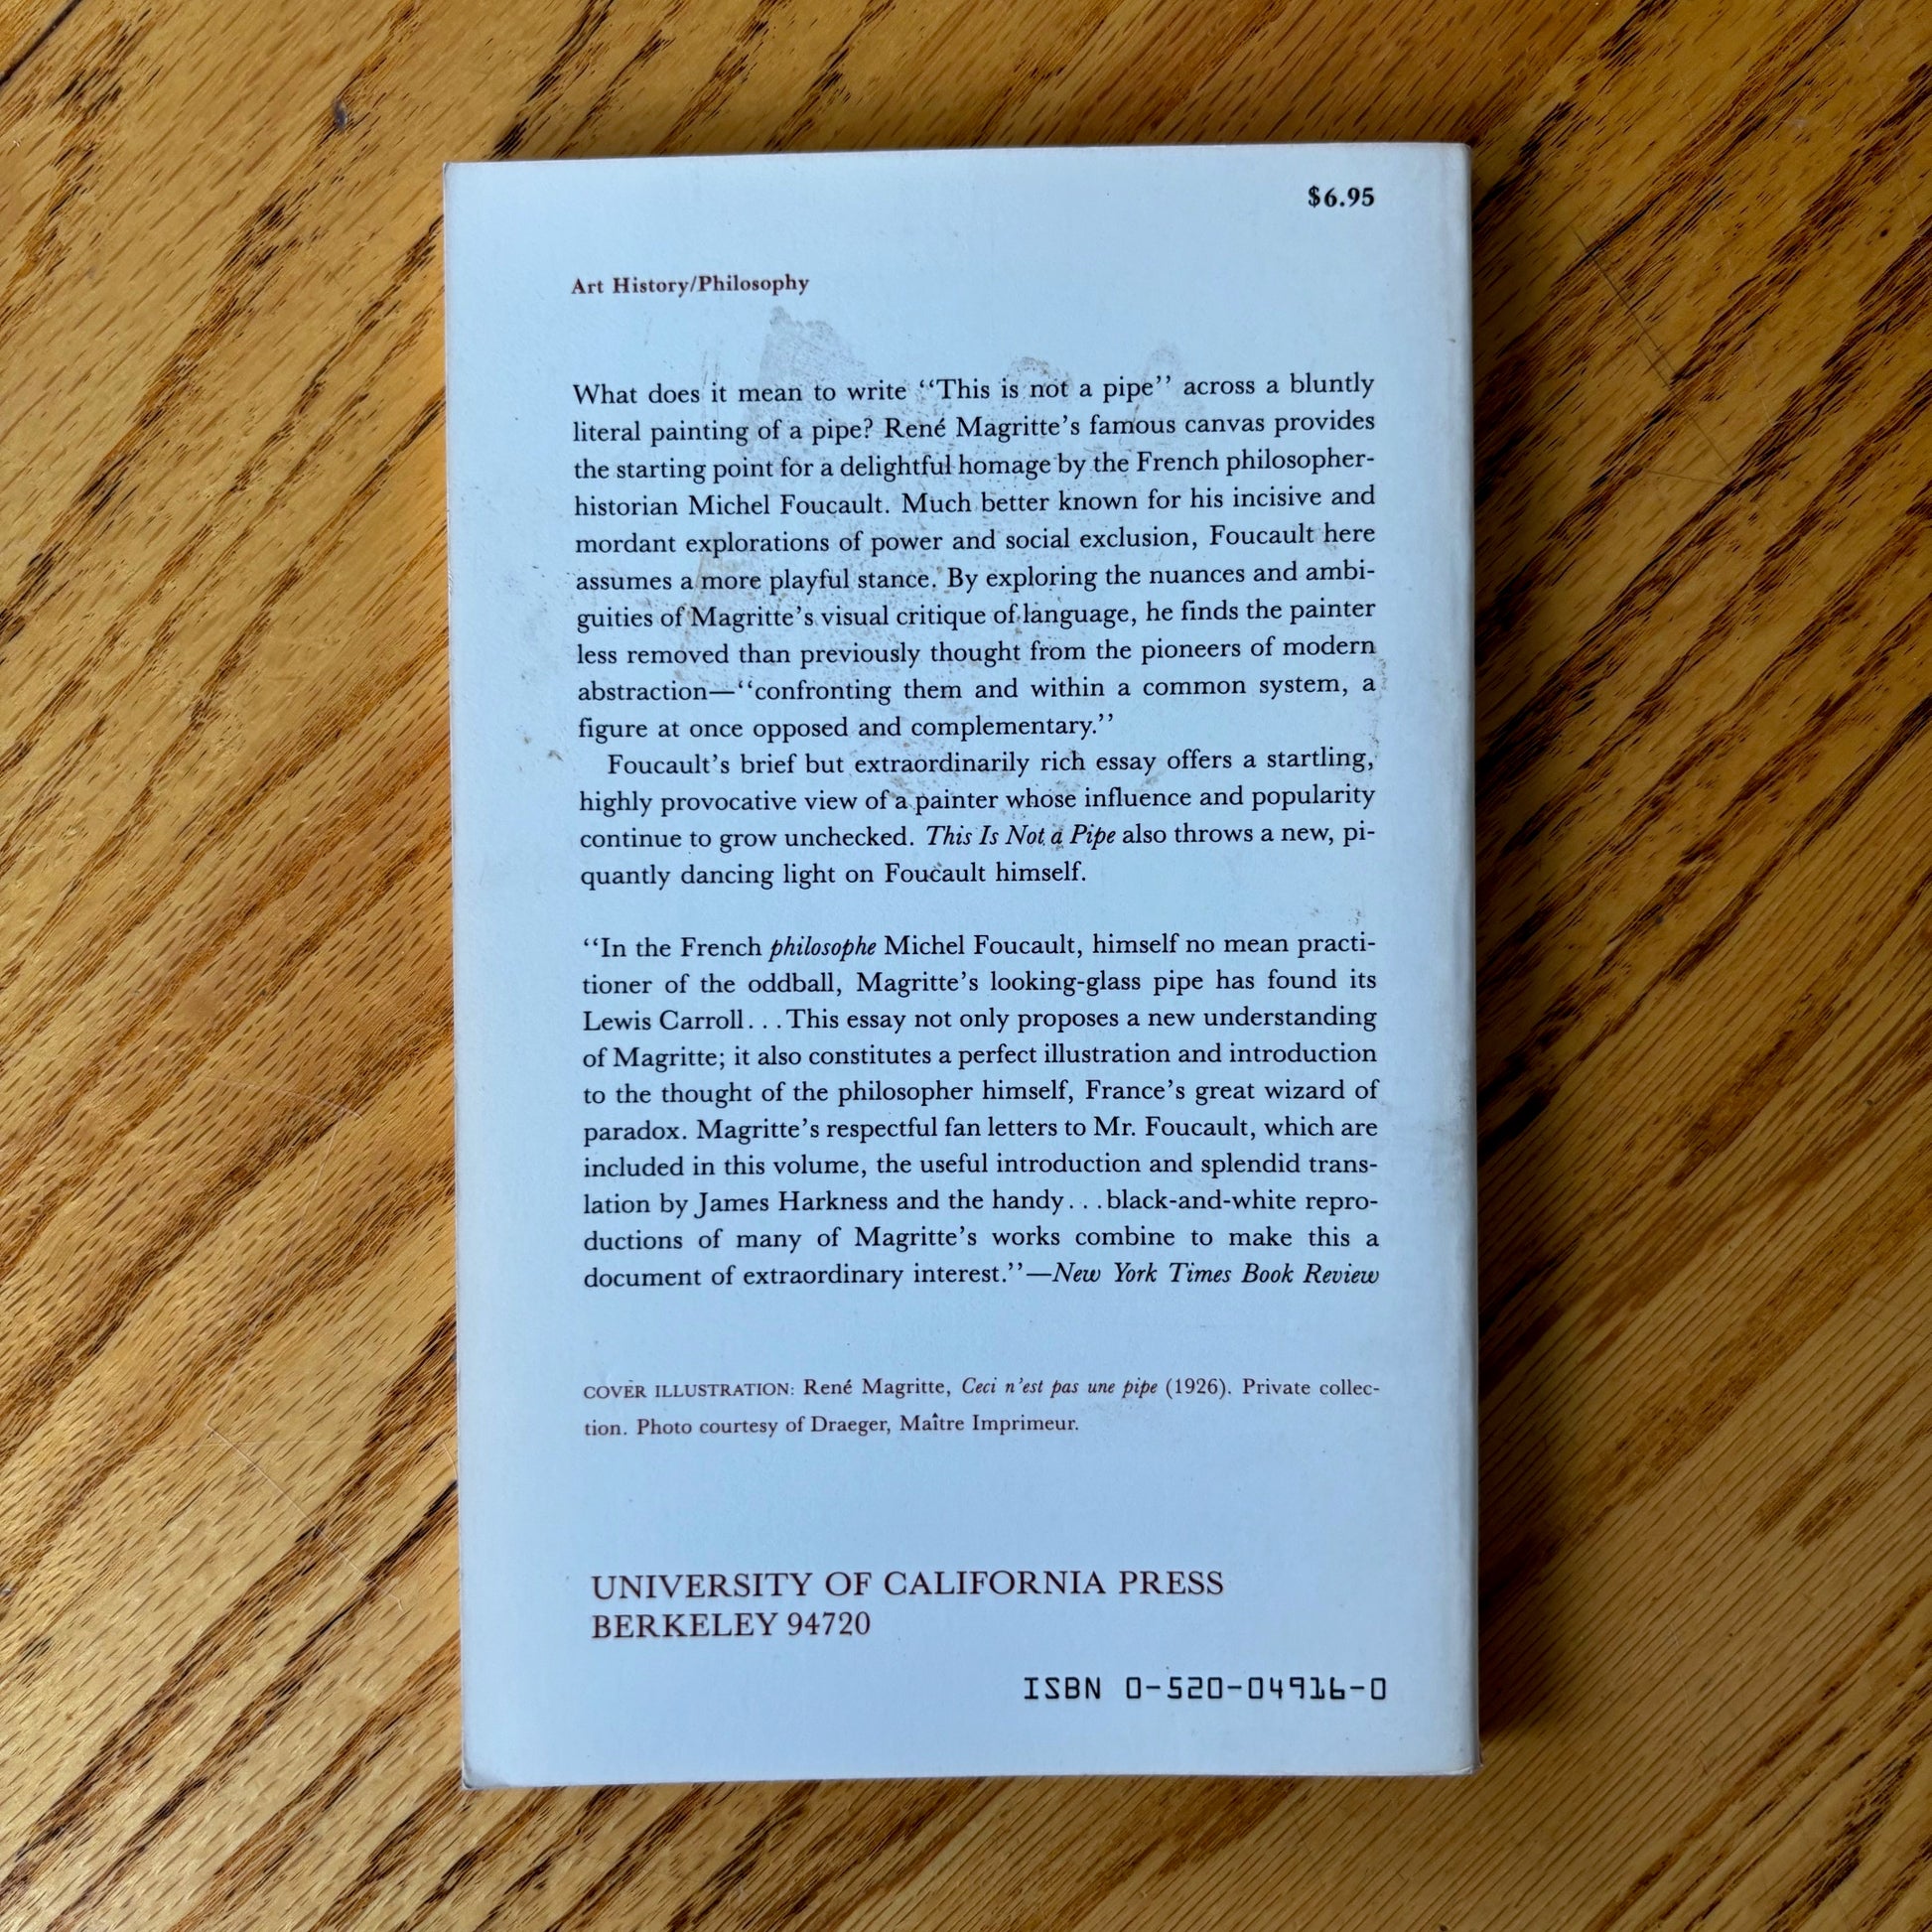 $6.95
Art History/Philosophy
What does it mean to write ‘‘This is not a pipe’’ across a bluntly
literal painting of a pipe? René Magritte’s famous canvas provides
the starting point for a delightful homage by the French philosopher-
historian Michel Foucault. Much better known for his incisive and
mordant explorations of power and social exclusion, Foucault here
assumes a more playful stance. By exploring the nuances and ambi-
guities of Magritte’s visual critique of language, he finds the painter
less removed than previously thought from the pioneers of modern
abstraction—‘‘confronting them and within a common system, a
figure at once opposed and complementary.’’
Foucault’s brief but extraordinarily rich essay offers a startling,
highly provocative view of a painter whose influence and popularity
continue to grow unchecked. This Is Not a Pipe also throws a new, pi-
quantly dancing light on Foucault himself.
‘‘In the French philosophe Michel Foucault, himself no mean practi-
tioner of the oddball, Magritte’s looking-glass pipe has found its
Lewis Carroll. . .This essay not only proposes a new understanding
of Magritte; it also constitutes a perfect illustration and introduction
to the thought of the philosopher himself, France’s great wizard of
paradox. Magritte’s respectful fan letters to Mr. Foucault, which are
included in this volume, the useful introduction and splendid trans-
lation by James Harkness and the handy. . .black-and-white repro-
ductions of many of Magritte’s works combine to make this a
document of extraordinary interest.’’—New York Times Book Review
COVER ILLUSTRATION: René Magritte, Ceci n’est pas une pipe (1926). Private collec-
tion. Photo courtesy of Draeger, Maître Imprimeur.
UNIVERSITY OF CALIFORNIA PRESS
BERKELEY 94720
ISBN 0-520-04916-0